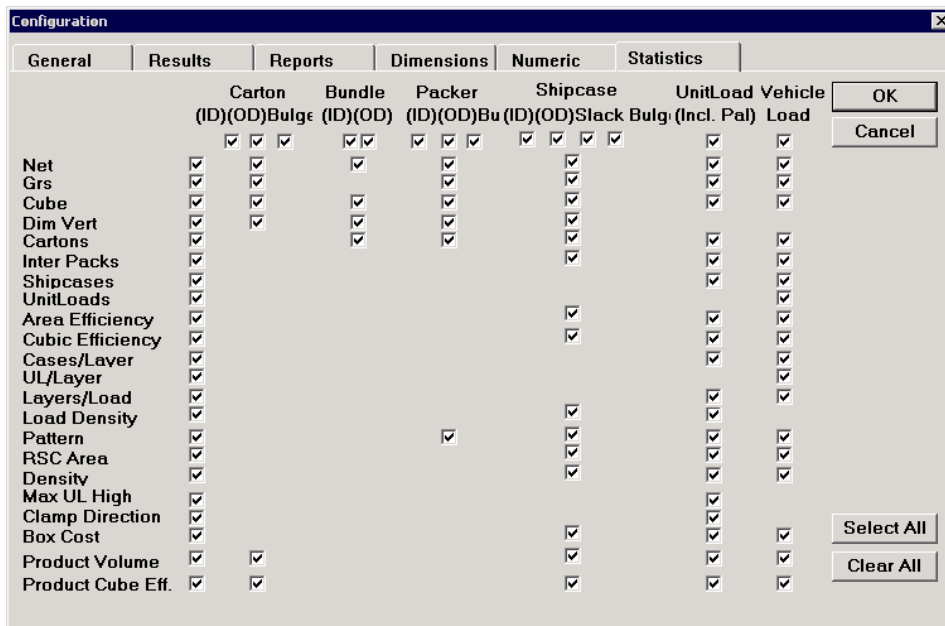 Configuration
General Results Reports Dimensions Numeric Statistics
Carton Bundle Packer Shipcase UnitLoad Vehicle
(ID)(OD)Bulge (ID)(OD) (ID)(OD)Bu(ID)(OD)Slack Bulg (Incl. Pal) Load
OK
Cancel
Net
Grs
Cube
Dim Vert
Cartons
Inter Packs
Shipcases
UnitLoads
Area Efficiency
Cubic Efficiency
Cases/Layer
UL/Layer
Layers/Load
Load Density
Pattern
RSC Area
Density
Max UL High
Clamp Direction
Box Cost
Product Volume
Product Cube Eff.
Select All
Clear All